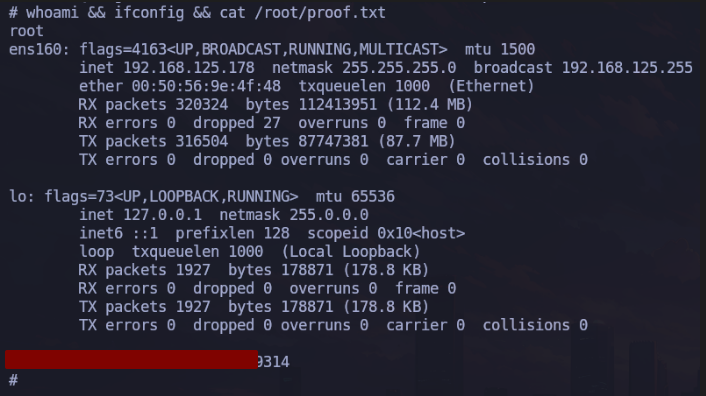 # whoami && ifconfig && cat /root/proof.txt
root
ens160: flags=4163<UP,BROADCAST,RUNNING,MULTICAST>  mtu 1500
        inet 192.168.125.178  netmask 255.255.255.0  broadcast 192.168.125.255
        ether 00:50:56:9e:4f:48  txqueuelen 1000  (Ethernet)
        RX packets 320324  bytes 112413951 (112.4 MB)
        RX errors 0  dropped 27  overruns 0  frame 0
        TX packets 316504  bytes 87747381 (87.7 MB)
        TX errors 0  dropped 0 overruns 0  carrier 0  collisions 0
lo: flags=73<UP,LOOPBACK,RUNNING>  mtu 65536
        inet 127.0.0.1  netmask 255.0.0.0
        inet6 ::1  prefixlen 128  scopeid 0x10<host>
        loop  txqueuelen 1000  (Local Loopback)
        RX packets 1927  bytes 178871 (178.8 KB)
        RX errors 0  dropped 0  overruns 0  frame 0
        TX packets 1927  bytes 178871 (178.8 KB)
        TX errors 0  dropped 0 overruns 0  carrier 0  collisions 0
9314
#